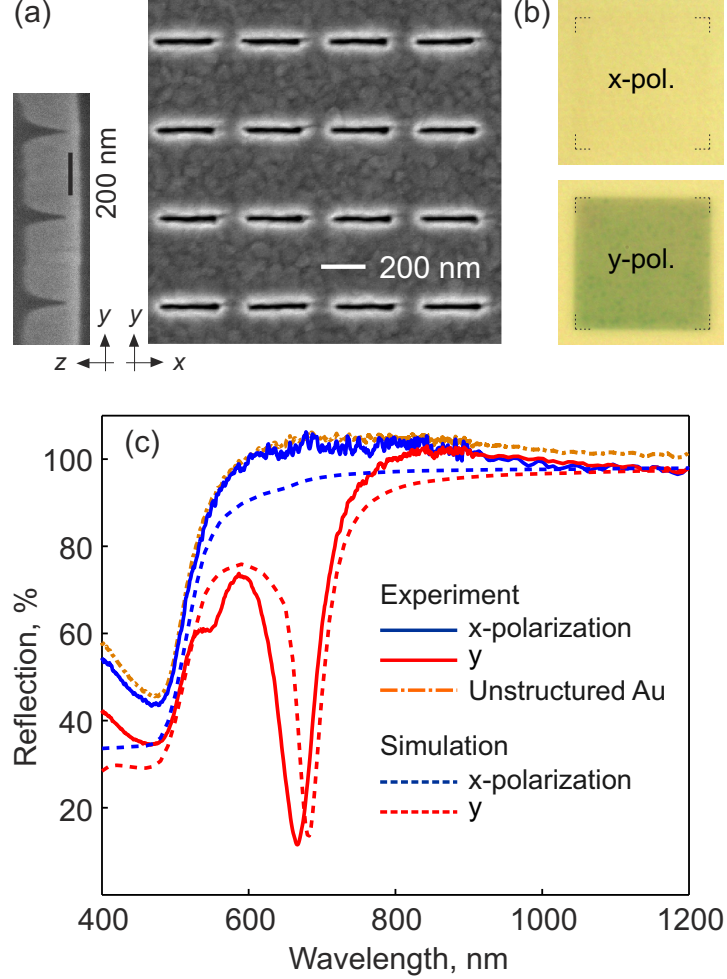 (a)
200 nm
200 nm
y
y
z
x
(b)
x-pol.
y-pol.
(c)
Reflection, %
100
80
60
40
20
Experiment
x-polarization
y
Unstructured Au
Simulation
x-polarization
y
400
600
800
1000
1200
Wavelength, nm